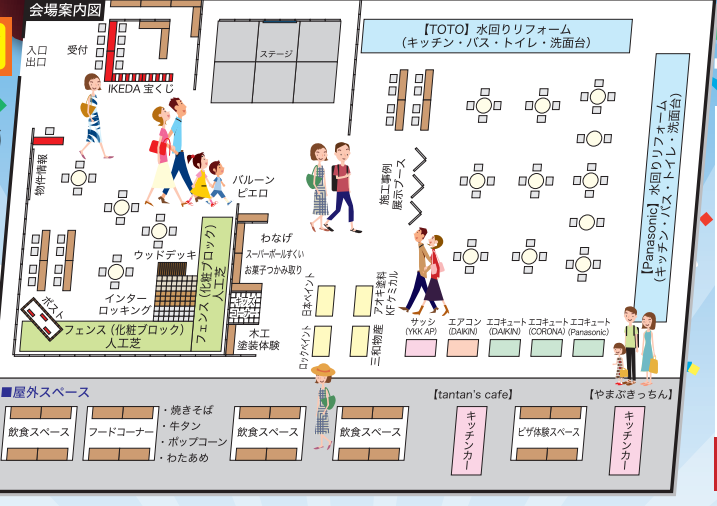 会場案内図
入口
出口
受付
IKEDA 宝くじ
ステージ
【TOTO】水回りリフォーム
(キッチン・バス・トイレ・洗面台)
【Panasonic】水回りリフォーム
(キッチン・バス・トイレ・洗面台)
物件情報
バルーン
ピエロ
施工事例
展示ブース
わなげ
スーパーボールすくい
お菓子つかみ取り
キッズ
コーナー
木工
塗装体験
ウッドデッキ
インター
ロッキング
ポスト
フェンス(化粧ブロック)
人工芝
フェンス(化粧ブロック)
人工芝
日本ペイント
アオキ塗料
KFケミカル
ロックペイント
三和物産
サッシ
(YKK AP)
エアコン
(DAIKIN)
エコキュート
(DAIKIN)
エコキュート
(CORONA)
エコキュート
(Panasonic)
■屋外スペース
飲食スペース
フードコーナー
・焼きそば
・牛タン
・ポップコーン
・わたあめ
飲食スペース
飲食スペース
【tantan's cafe】
キッチンカー
ピザ体験スペース
【やまぶきっちん】
キッチンカー